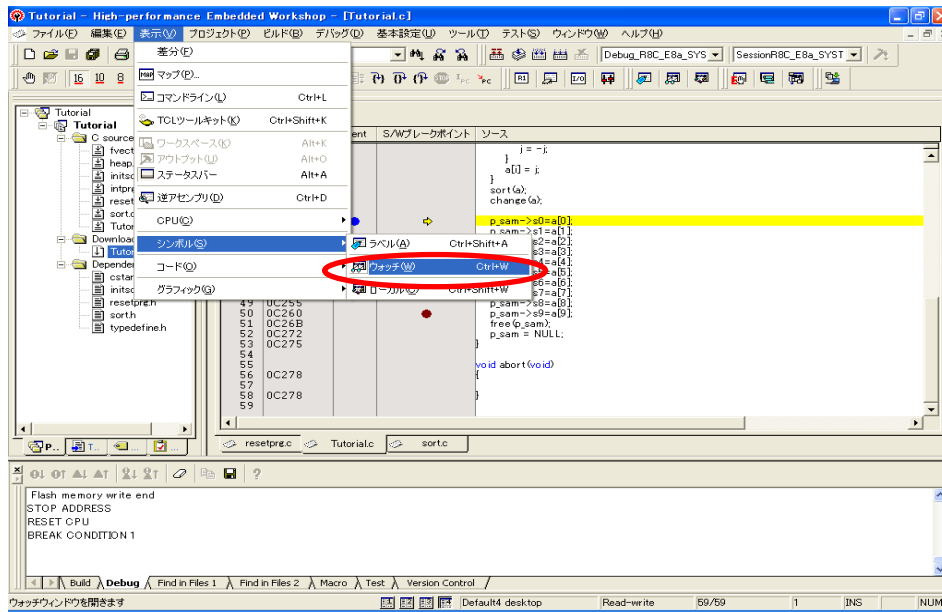 Tutorial - High-performance Embedded Workshop - [Tutorial.c]
ファイル(F) 編集(E) 表示(V) プロジェクト(P) ビルド(B) デバッグ(D) 基本設定(U) ツール(T) テスト(S) ウィンドウ(W) ヘルプ(H)
Debug_R8C_E8a_SYS
SessionR8C_E8a_SYST
16 10 8
差分(F)
マップ(P)...
コマンドライン(L) Ctrl+L
TCLツールキット(K) Ctrl+Shift+K
ワークスペース(K) Alt+K
アウトプット(U) Alt+O
ステータスバー Alt+A
逆アセンブリ(D) Ctrl+D
CPU(C)
シンボル(S)
コード(O)
グラフィック(G)
ラベル(A) Ctrl+Shift+A
ウォッチ(W) Ctrl+W
ローカル(L) Ctrl+Shift+W
Tutorial
Tutorial
C source
fvect
heap.
initsc
intpr
reset
sort.c
Tutor
Downloa
Tutor
Depende
cstar
initsc
resetprg.h
sort.h
typedefine.h
ent S/Wブレークポイント ソース
j = -j;
}
a[i] = j;
}
sort(a);
change(a);
p_sam->s0=a[0];
p_sam->s1=a[1];
s2=a[2];
s3=a[3];
s4=a[4];
s5=a[5];
s6=a[6];
s7=a[7];
49 0C255 p_sam->s8=a[8];
50 0C260 p_sam->s9=a[9];
51 0C26B free(p_sam);
52 0C272 p_sam = NULL;
53 0C275 }
54
55 void abort(void)
56 0C278 {
57
58 0C278 }
59
P.. T..
resetprg.c Tutorial.c sort.c
Flash memory write end
STOP ADDRESS
RESET CPU
BREAK CONDITION 1
Build Debug Find in Files 1 Find in Files 2 Macro Test Version Control
ウォッチウィンドウを開きます Default4 desktop Read-write 59/59 1 INS NUM